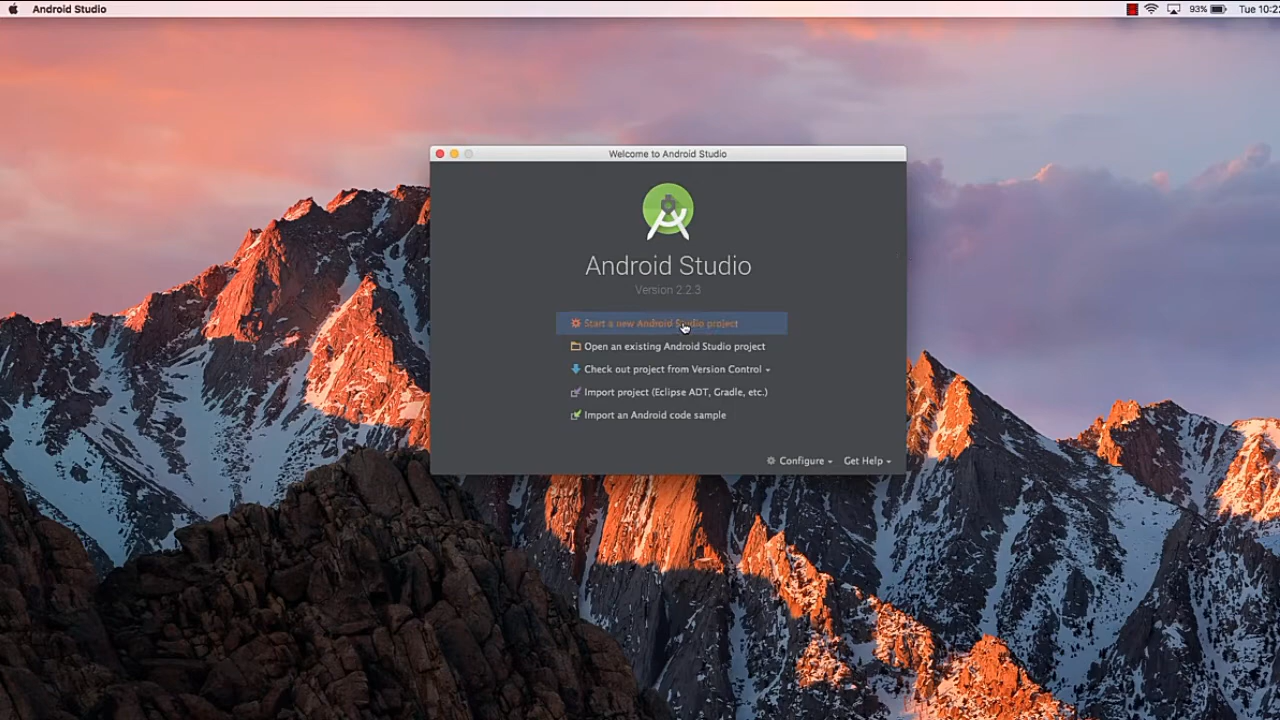 Android Studio
93%
Tue 10:2
Welcome to Android Studio
Android Studio
Version 2.2.3
Start a new Android Studio project
Open an existing Android Studio project
Check out project from Version Control
Import project (Eclipse ADT, Gradle, etc.)
Import an Android code sample
Configure
Get Help